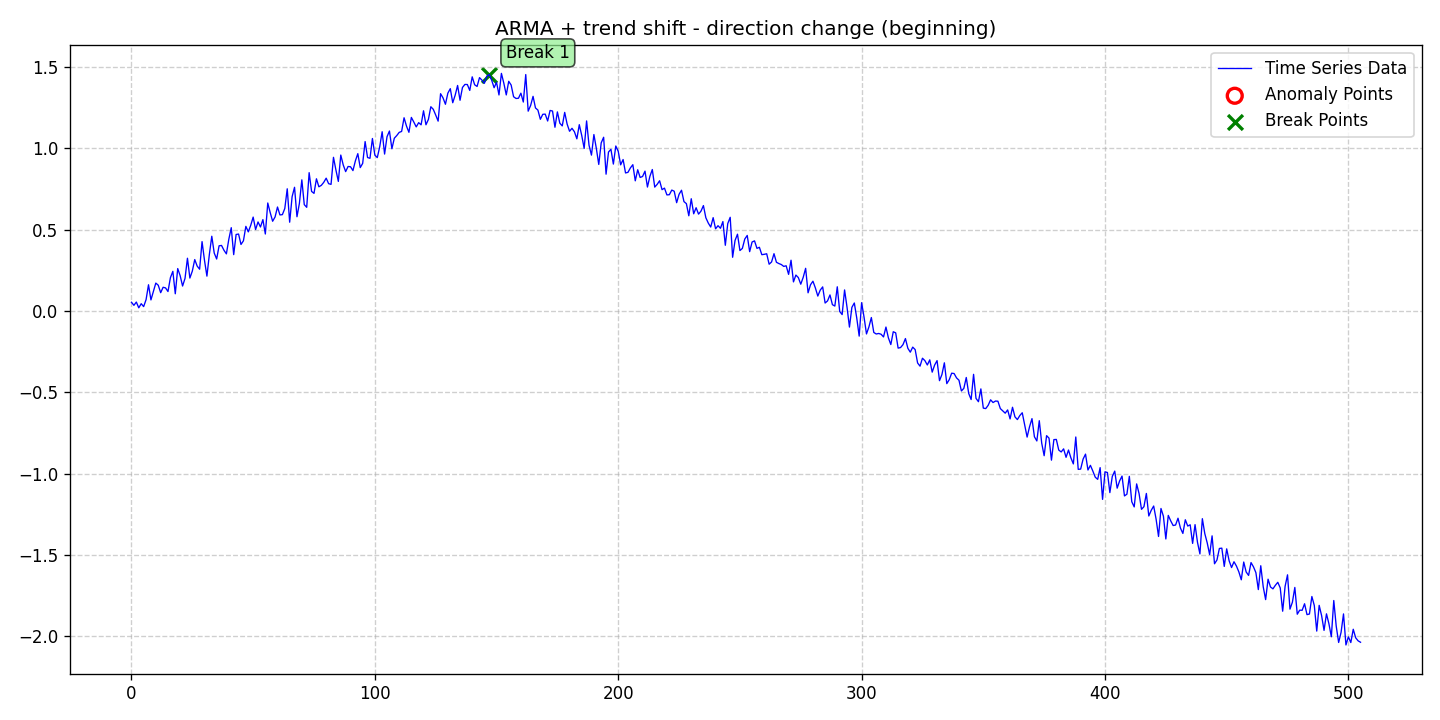 ARMA + trend shift - direction change (beginning)
Break 1
Time Series Data
Anomaly Points
Break Points
1.5
1.0
0.5
0.0
−0.5
−1.0
−1.5
−2.0
0 100 200 300 400 500